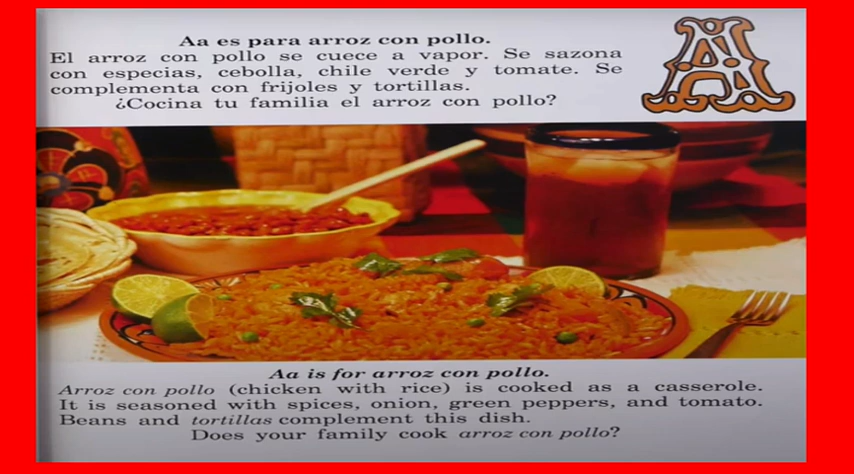 Aa es para arroz con pollo.
El arroz con pollo se cuece a vapor. Se sazona
con especias, cebolla, chile verde y tomate. Se
complementa con frijoles y tortillas.
¿Cocina tu familia el arroz con pollo?
A
Aa is for arroz con pollo.
Arroz con pollo (chicken with rice) is cooked as a casserole.
It is seasoned with spices, onion, green peppers, and tomato.
Beans and tortillas complement this dish.
Does your family cook arroz con pollo?